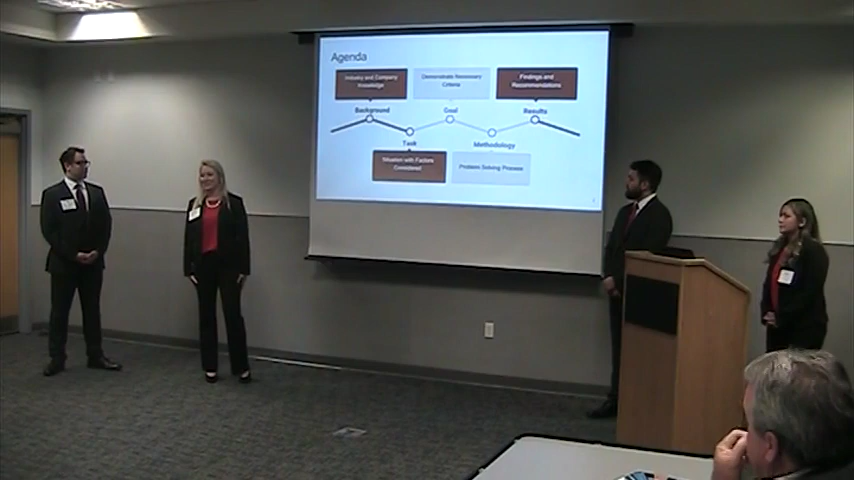 Agenda
Industry and Company
Knowledge
Demonstrate Necessary
Criteria
Findings and
Recommendations
Background
Goal
Results
Task
Methodology
Situation with Factors
Considered
Problem Solving Process